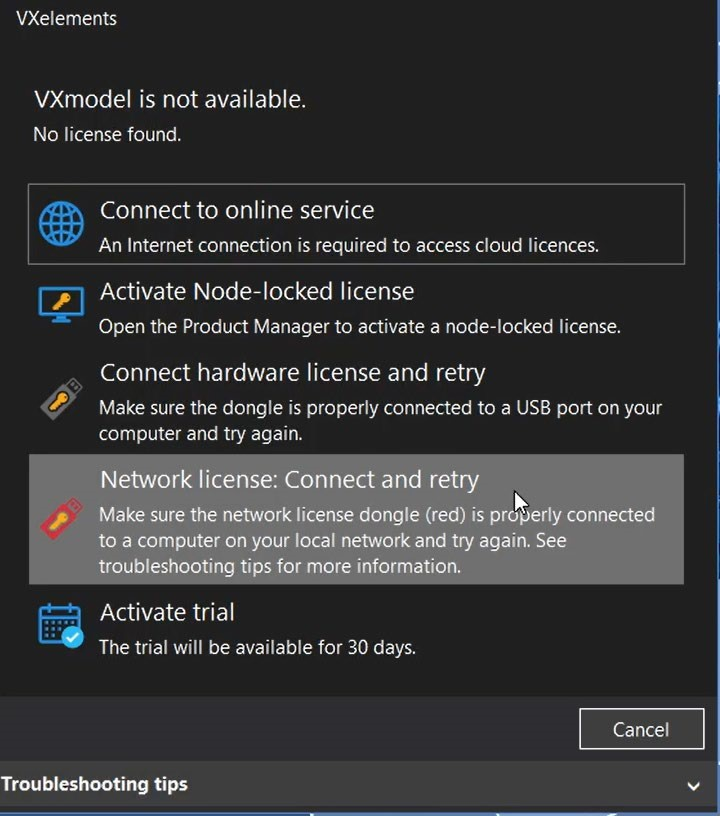 VXelements
VXmodel is not available.
No license found.
Connect to online service
An Internet connection is required to access cloud licences.
Activate Node-locked license
Open the Product Manager to activate a node-locked license.
Connect hardware license and retry
Make sure the dongle is properly connected to a USB port on your
computer and try again.
Network license: Connect and retry
Make sure the network license dongle (red) is properly connected
to a computer on your local network and try again. See
troubleshooting tips for more information.
Activate trial
The trial will be available for 30 days.
Cancel
Troubleshooting tips